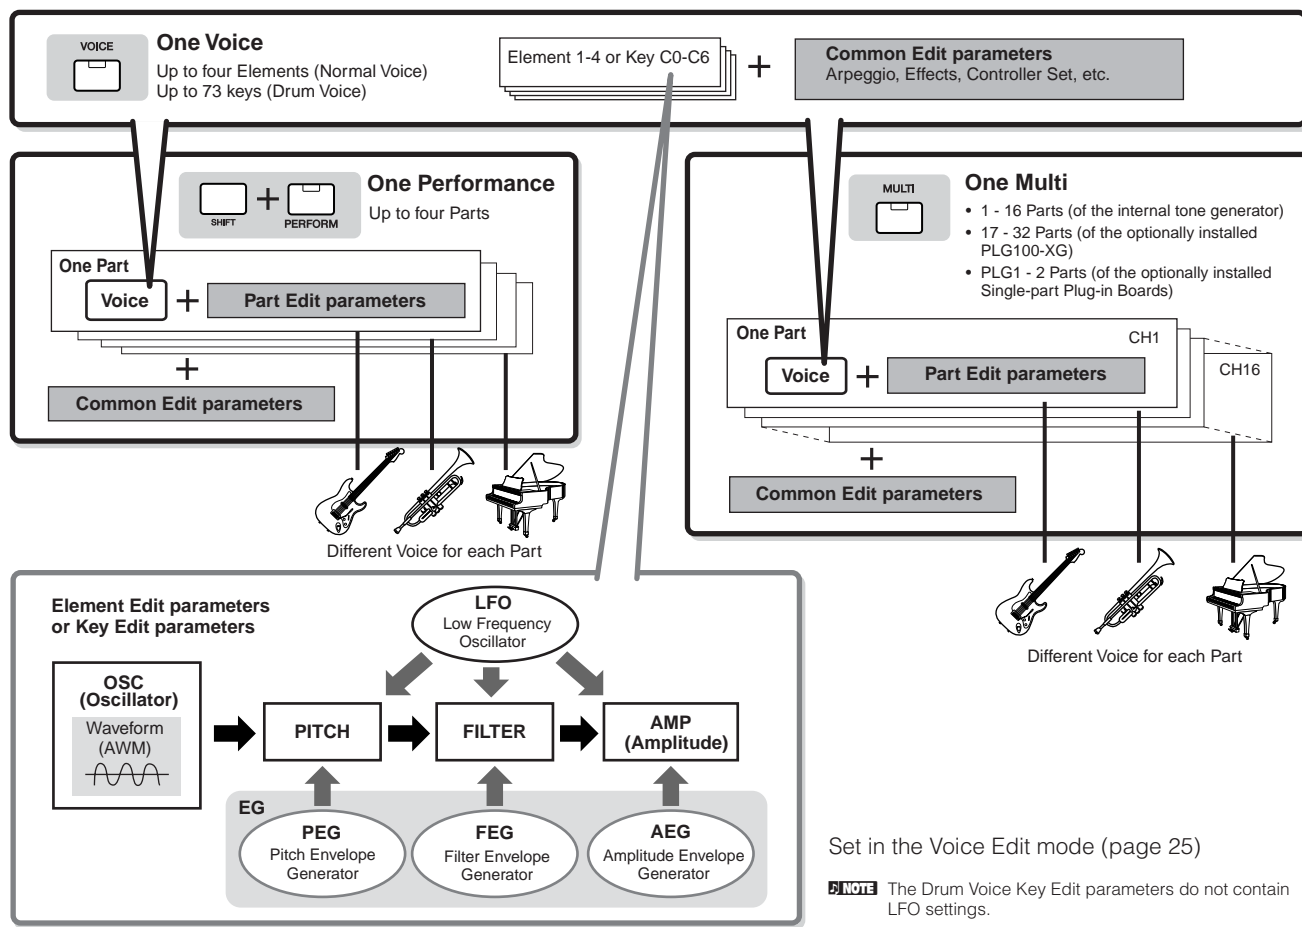 VOICE
One Voice
Up to four Elements (Normal Voice)
Up to 73 keys (Drum Voice)
Element 1-4 or Key C0-C6
+
Common Edit parameters
Arpeggio, Effects, Controller Set, etc.
SHIFT
+
PERFORM
One Performance
Up to four Parts
One Part
Voice
+
Part Edit parameters
+
Common Edit parameters
Different Voice for each Part
MULTI
One Multi
• 1 - 16 Parts (of the internal tone generator)
• 17 - 32 Parts (of the optionally installed
PLG100-XG)
• PLG1 - 2 Parts (of the optionally installed
Single-part Plug-in Boards)
One Part
CH1
Voice
+
Part Edit parameters
CH16
+
Common Edit parameters
Different Voice for each Part
Element Edit parameters
or Key Edit parameters
LFO
Low Frequency
Oscillator
OSC
(Oscillator)
Waveform
(AWM)
PITCH
FILTER
AMP
(Amplitude)
EG
PEG
Pitch Envelope
Generator
FEG
Filter Envelope
Generator
AEG
Amplitude Envelope
Generator
Set in the Voice Edit mode (page 25)
NOTE The Drum Voice Key Edit parameters do not contain
LFO settings.